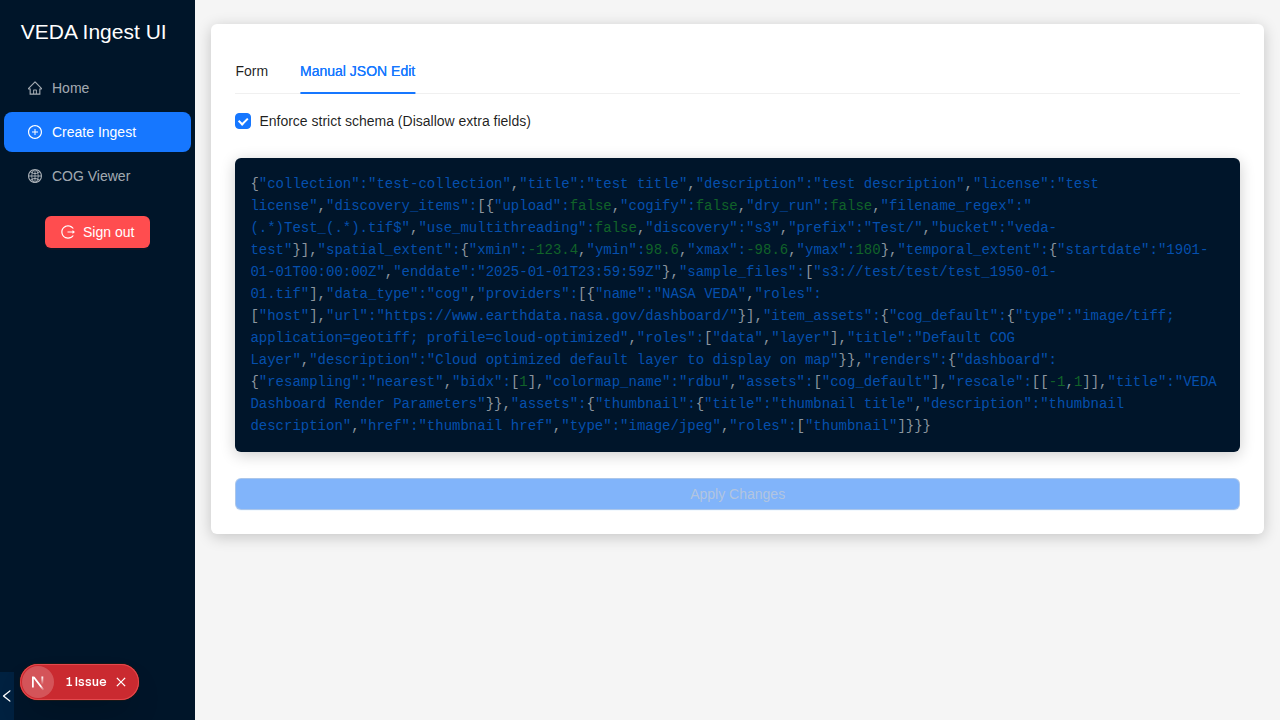 VEDA Ingest UI
Home
Create Ingest
COG Viewer
Sign out
Form
Manual JSON Edit
Enforce strict schema (Disallow extra fields)
{"collection":"test-collection","title":"test title","description":"test description","license":"test
license","discovery_items":[{"upload":false,"cogify":false,"dry_run":false,"filename_regex":"
(.*)Test_(.*).tif$","use_multithreading":false,"discovery":"s3","prefix":"Test/","bucket":"veda-
test"}],"spatial_extent":{"xmin":-123.4,"ymin":98.6,"xmax":-98.6,"ymax":180},"temporal_extent":{"startdate":"1901-
01-01T00:00:00Z","enddate":"2025-01-01T23:59:59Z"},"sample_files":["s3://test/test/test_1950-01-
01.tif"],"data_type":"cog","providers":[{"name":"NASA VEDA","roles":
["host"],"url":"https://www.earthdata.nasa.gov/dashboard/"}],"item_assets":{"cog_default":{"type":"image/tiff;
application=geotiff; profile=cloud-optimized","roles":["data","layer"],"title":"Default COG
Layer","description":"Cloud optimized default layer to display on map"}},"renders":{"dashboard":
{"resampling":"nearest","bidx":[1],"colormap_name":"rdbu","assets":["cog_default"],"rescale":[[-1,1]],"title":"VEDA
Dashboard Render Parameters"}},"assets":{"thumbnail":{"title":"thumbnail title","description":"thumbnail
description","href":"thumbnail href","type":"image/jpeg","roles":["thumbnail"]}}}
Apply Changes
1 Issue